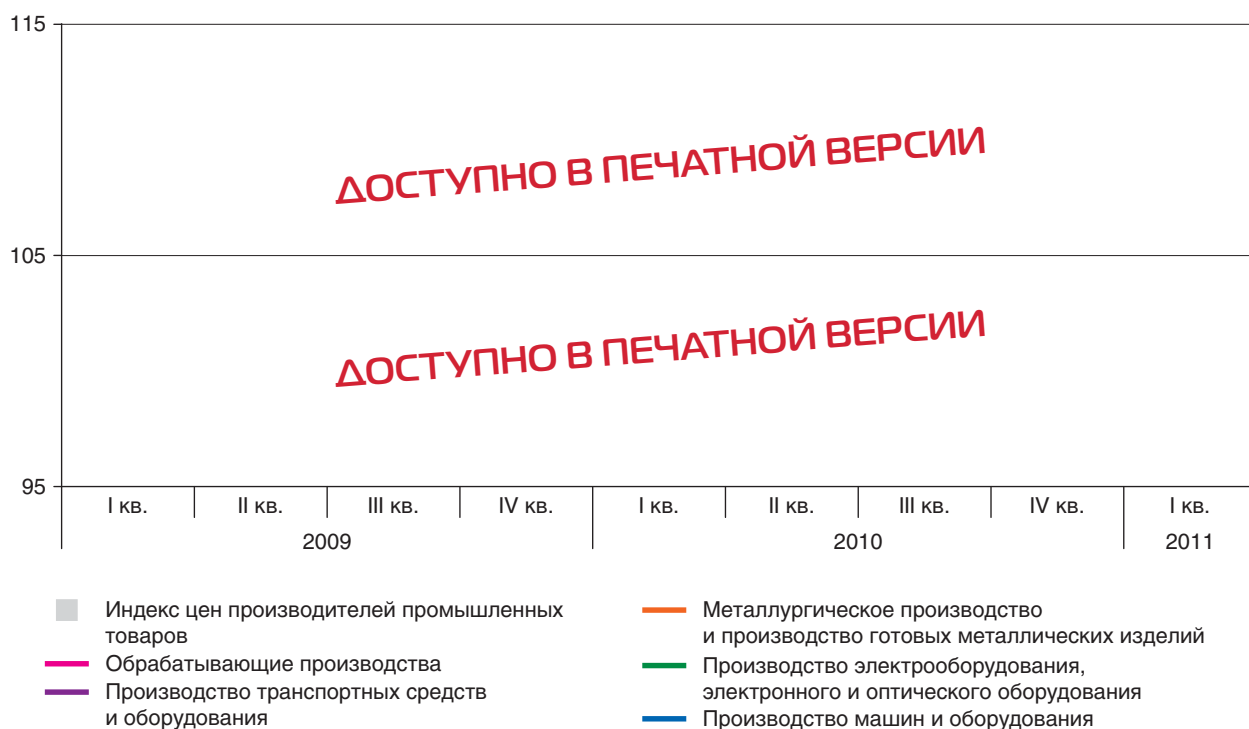 115
ДОСТУПНО В ПЕЧАТНОЙ ВЕРСИИ
105
ДОСТУПНО В ПЕЧАТНОЙ ВЕРСИИ
95
I кв. II кв. III кв. IV кв. I кв. II кв. III кв. IV кв. I кв.
2009 2010 2011
Индекс цен производителей промышленных
товаров
Обрабатывающие производства
Производство транспортных средств
и оборудования
Металлургическое производство
и производство готовых металлических изделий
Производство электрооборудования,
электронного и оптического оборудования
Производство машин и оборудования